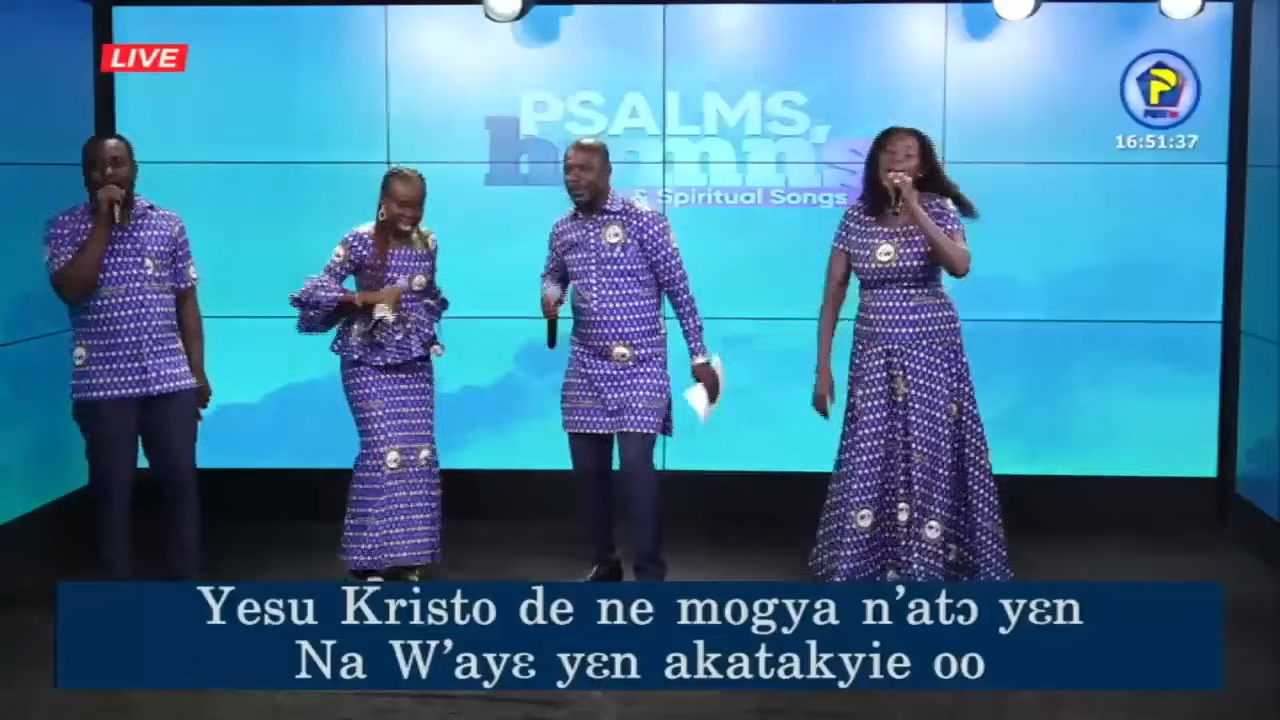 LIVE
16:51:37
PSALMS,
hymns
& Spiritual Songs
Yesu Kristo de ne mogya n'atɔ yɛn
Na W'ayɛ yɛn akatakyie oo